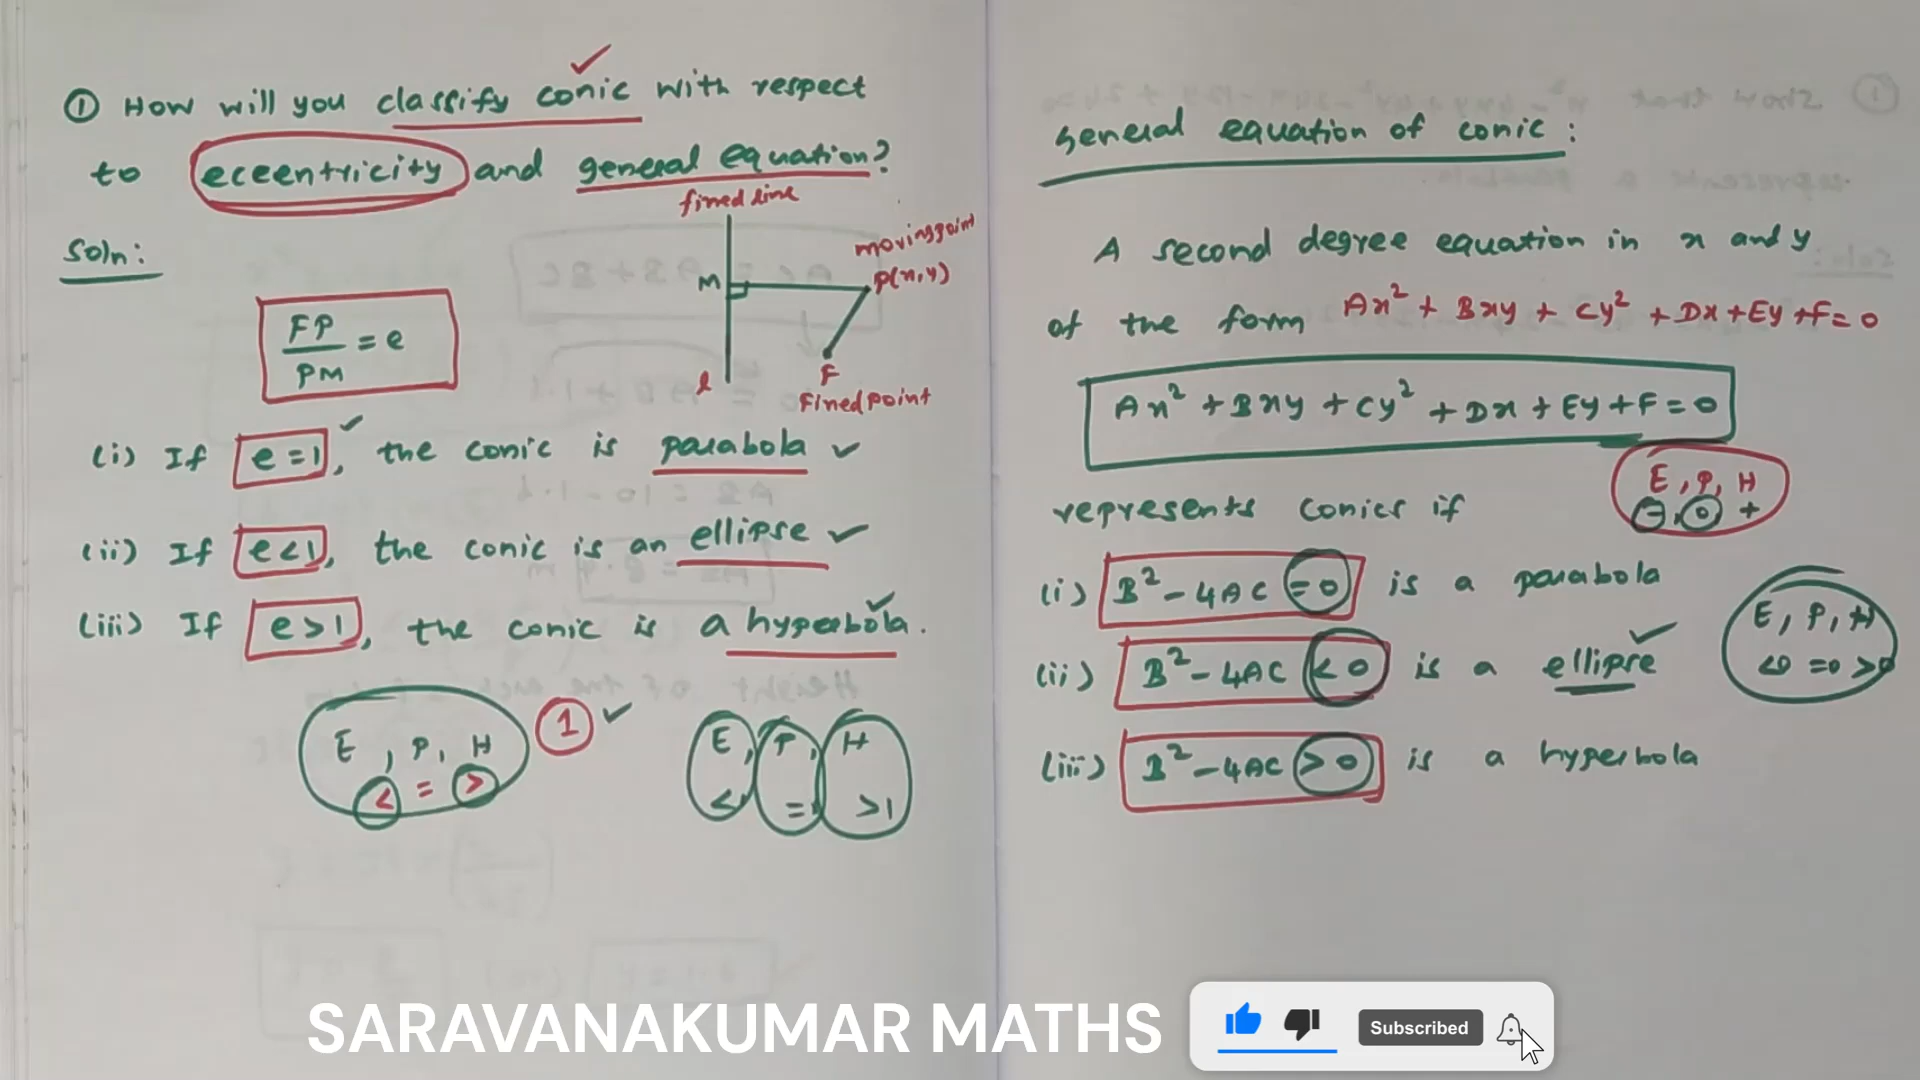 ① How will you classify conic with respect
to eceentricity and general equation?
Soln:
fixed line
moving point
M
P(x,y)
FP/PM = e
l
F
Fixed point
(i) If e=1, the conic is parabola
(ii) If e<1, the conic is an ellipse
(iii) If e>1, the conic is a hyperbola.
E, P, H
< = >
1
E, P, H
< =1 >1
general equation of conic:
A second degree equation in x and y
of the form Ax² + Bxy + Cy² + Dx + Ey + F = 0
Ax² + Bxy + Cy² + Dx + Ey + F = 0
E, P, H
-, 0, +
represents conics if
(i) B² - 4AC = 0 is a parabola
(ii) B² - 4AC < 0 is a ellipse
(iii) B² - 4AC > 0 is a hyperbola
E, P, H
<0 =0 >0
SARAVANAKUMAR MATHS
Subscribed